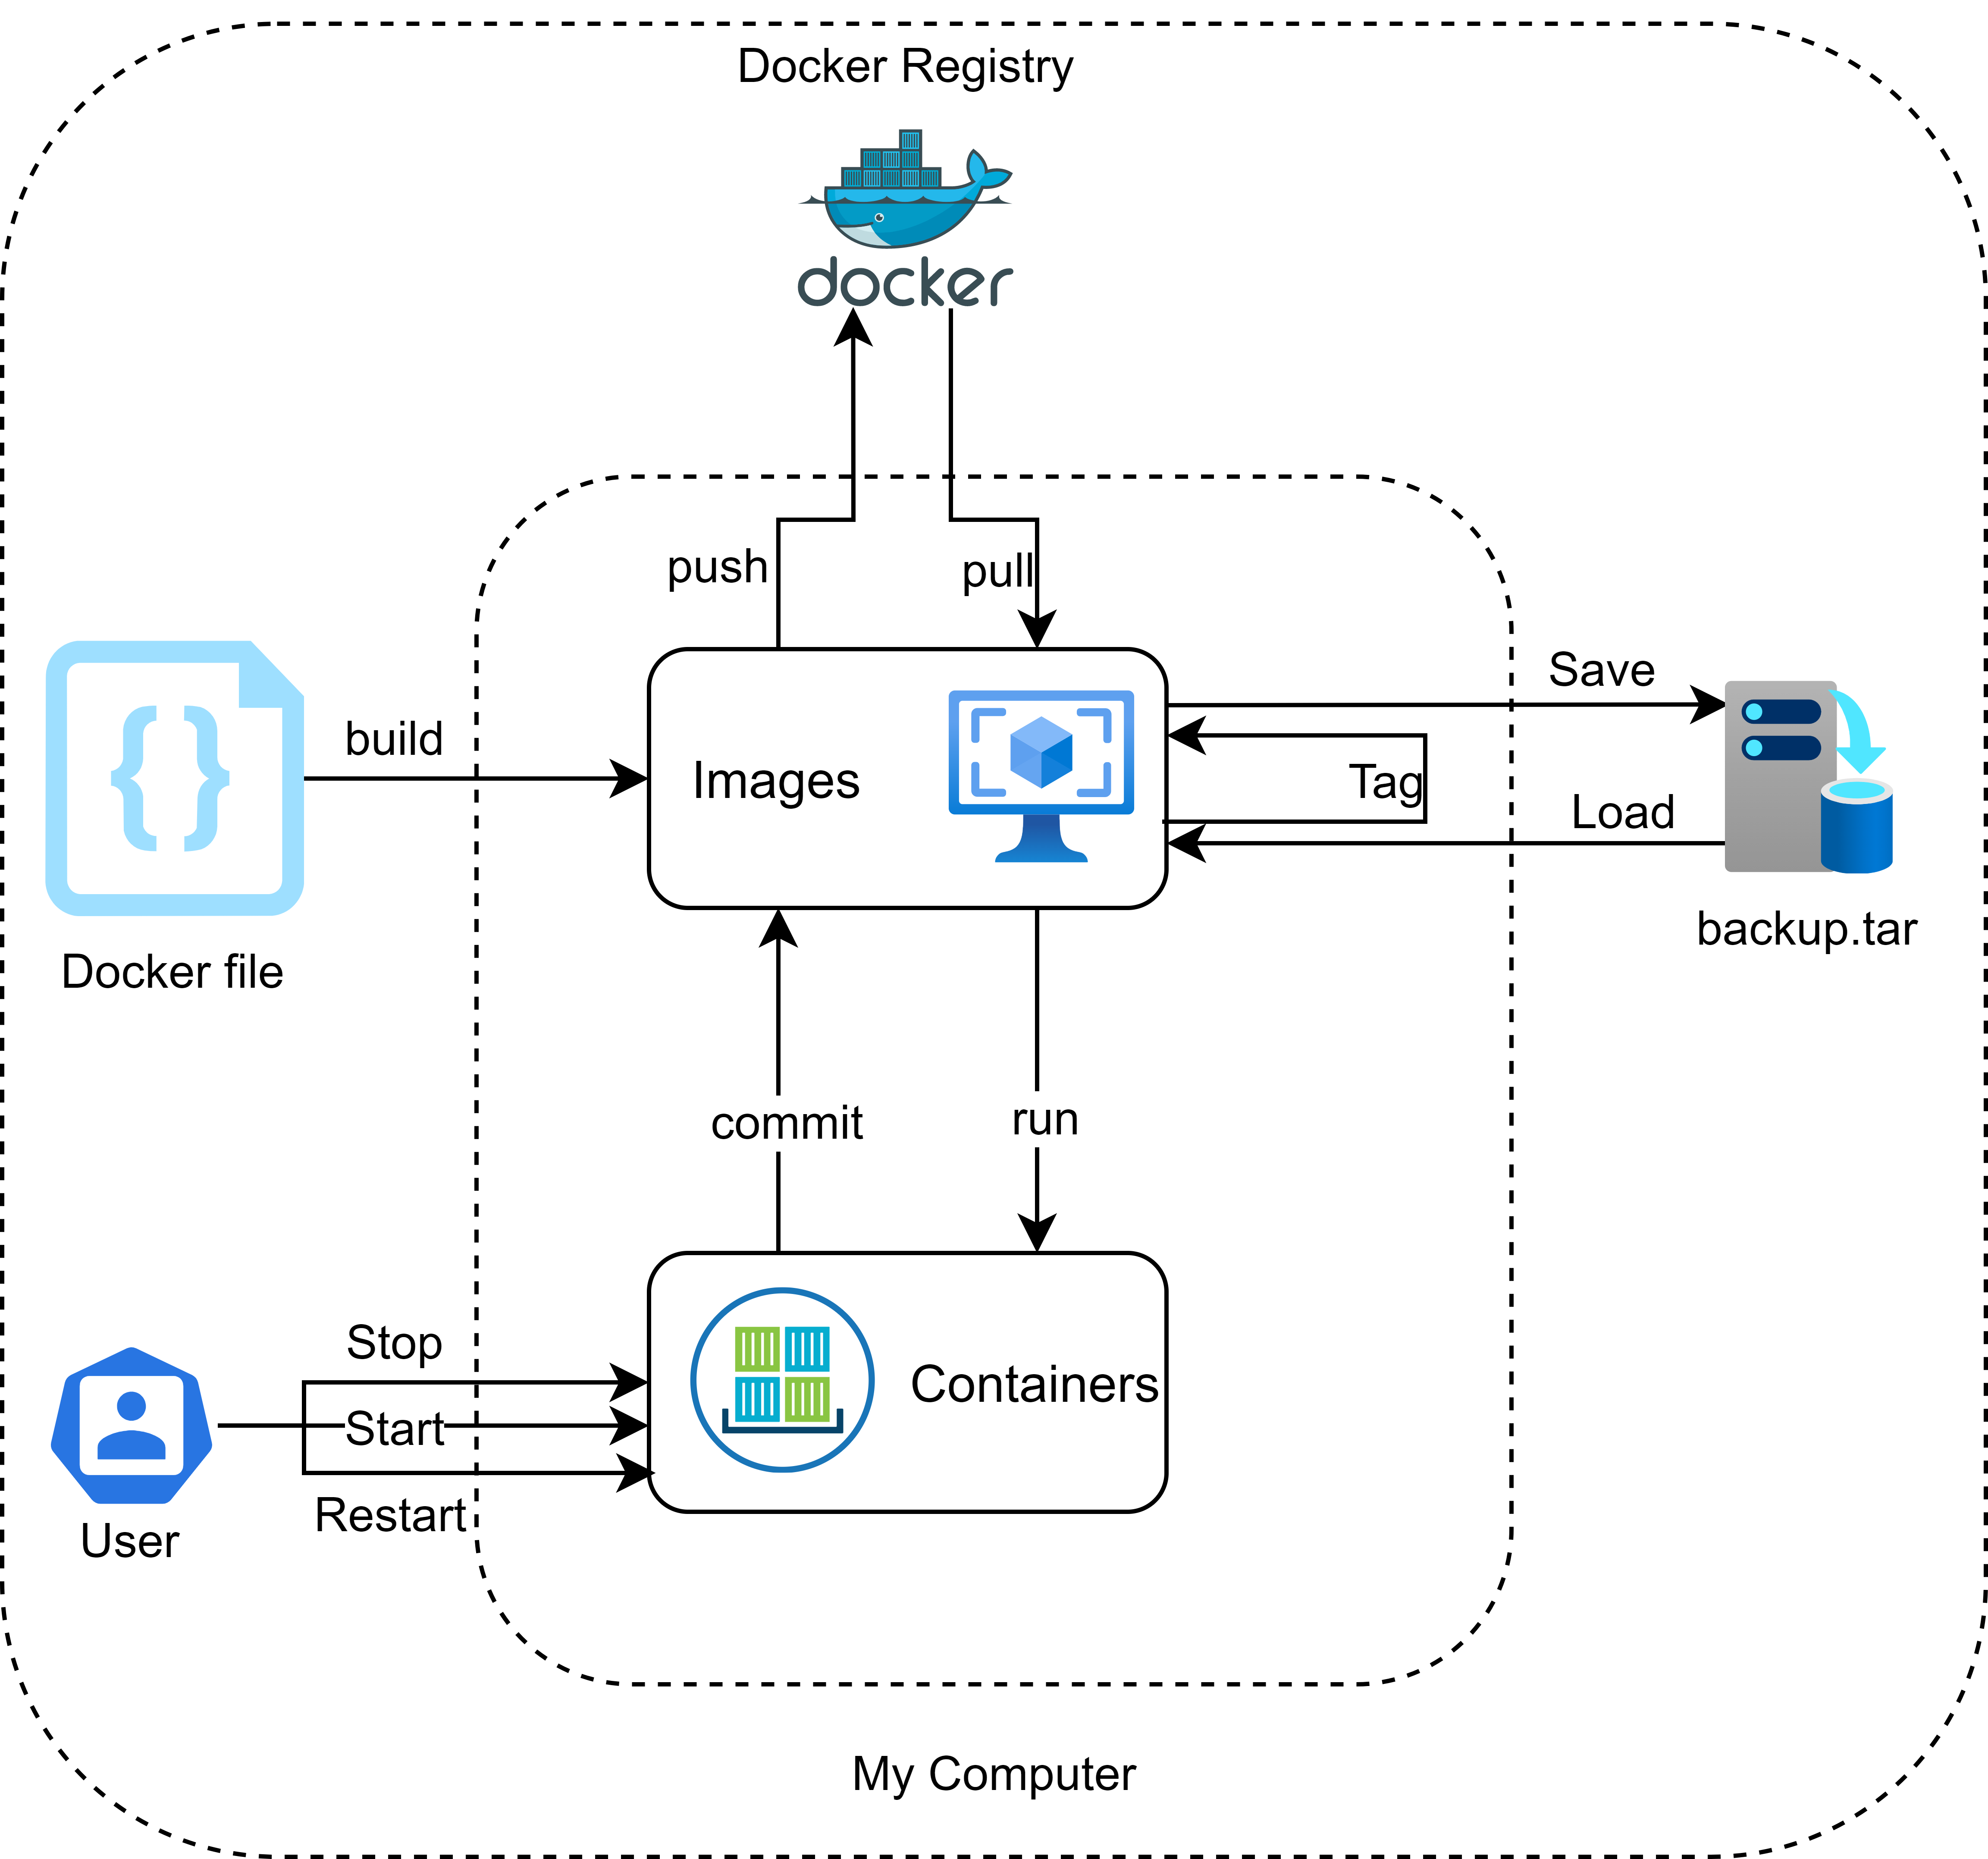 Docker Registry
docker
push
pull
build
Images
Save
Tag
Load
Docker file
backup.tar
commit
run
Stop
Start
Restart
Containers
User
My Computer